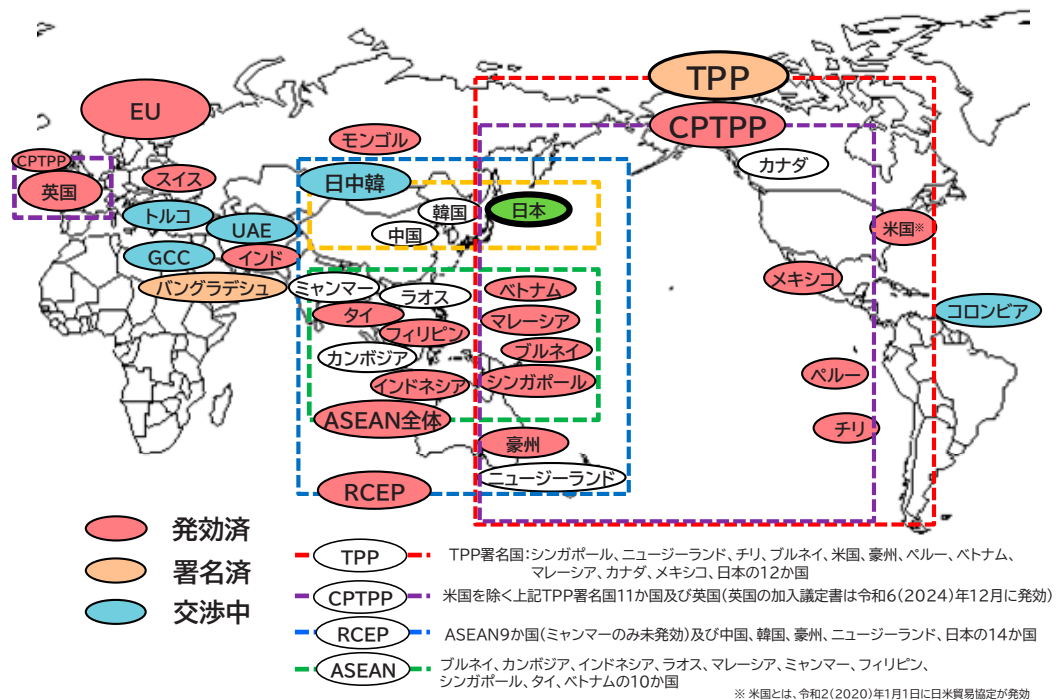 TPP
EU
CPTPP
モンゴル
カナダ
CPTPP
英国
スイス
日中韓
韓国
日本
トルコ
UAE
中国
米国※
GCC
インド
メキシコ
バングラデシュ
ミャンマー
ラオス
ベトナム
コロンビア
タイ
マレーシア
フィリピン
カンボジア
ブルネイ
ペルー
インドネシア
シンガポール
ASEAN全体
チリ
豪州
ニュージーランド
RCEP
発効済
署名済
交渉中
TPP
TPP署名国:シンガポール、ニュージーランド、チリ、ブルネイ、米国、豪州、ペルー、ベトナム、
マレーシア、カナダ、メキシコ、日本の12か国
CPTPP
米国を除く上記TPP署名国11か国及び英国(英国の加入議定書は令和6(2024)年12月に発効)
RCEP
ASEAN9か国(ミャンマーのみ未発効)及び中国、韓国、豪州、ニュージーランド、日本の14か国
ASEAN
ブルネイ、カンボジア、インドネシア、ラオス、マレーシア、ミャンマー、フィリピン、
シンガポール、タイ、ベトナムの10か国
※ 米国とは、令和2(2020)年1月1日に日米貿易協定が発効